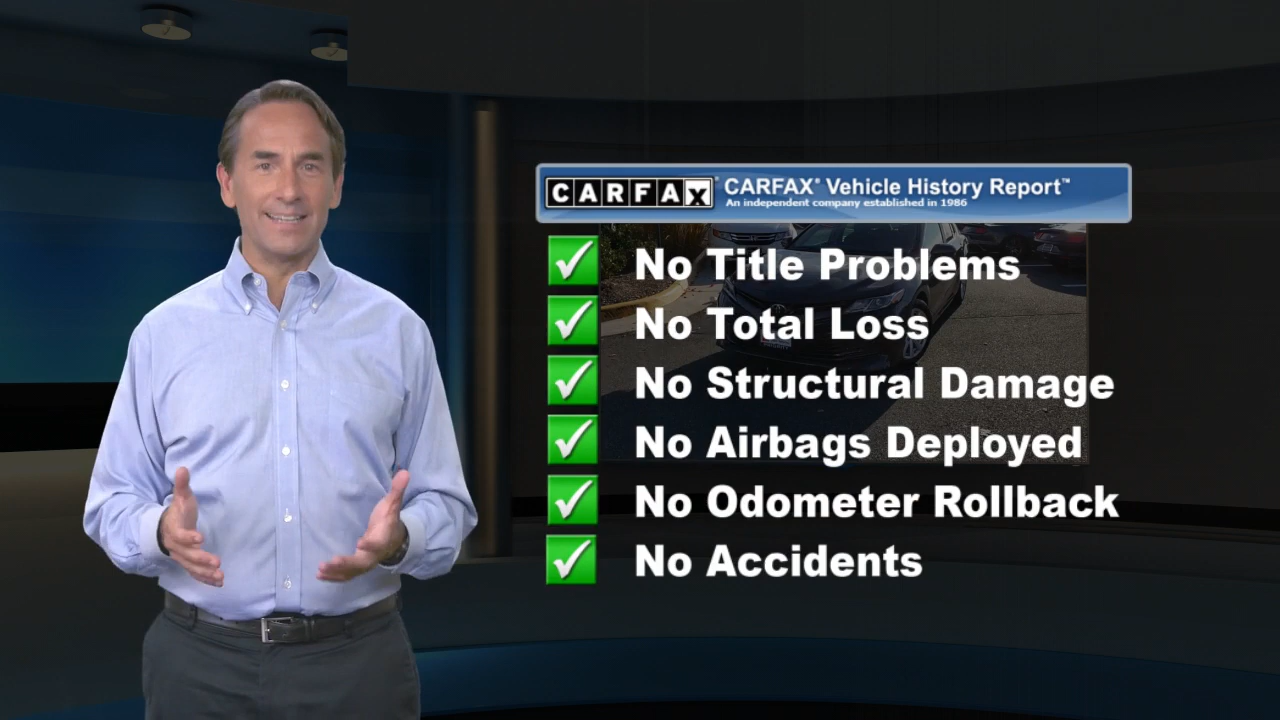 CARFAX® CARFAX® Vehicle History Report™
An independent company established in 1986
No Title Problems
No Total Loss
No Structural Damage
No Airbags Deployed
No Odometer Rollback
No Accidents